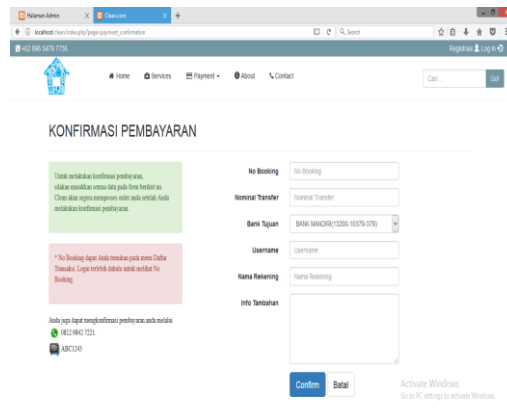 Halaman Admin
Clean.com
localhost/clean/index.php?page=payment_confirmation
Search
+62 896 5479 7736
Registrasi
Log In
Home
Services
Payment
About
Contact
Cari...
Go!
KONFIRMASI PEMBAYARAN
Untuk melakukan konfirmasi pembayaran,
silakan masukkan semua data pada form berikut ini.
Clean akan segera memproses order anda setelah Anda
melakukan konfirmasi pembayaran.
* No Booking dapat Anda temukan pada menu Daftar
Transaksi. Login terlebih dahulu untuk melihat No
Booking.
Anda juga dapat mengkonfirmasi pembayaran anda melalui
0812 9842 7221
ABC1245
No Booking
No Booking
Nominal Transfer
Nominal Transfer
Bank Tujuan
BANK MANDIRI(13200-10379-379)
Username
Username
Nama Rekening
Nama Rekening
Info Tambahan
Confirm
Batal
Activate Windows
Go to PC settings to activate Windows.